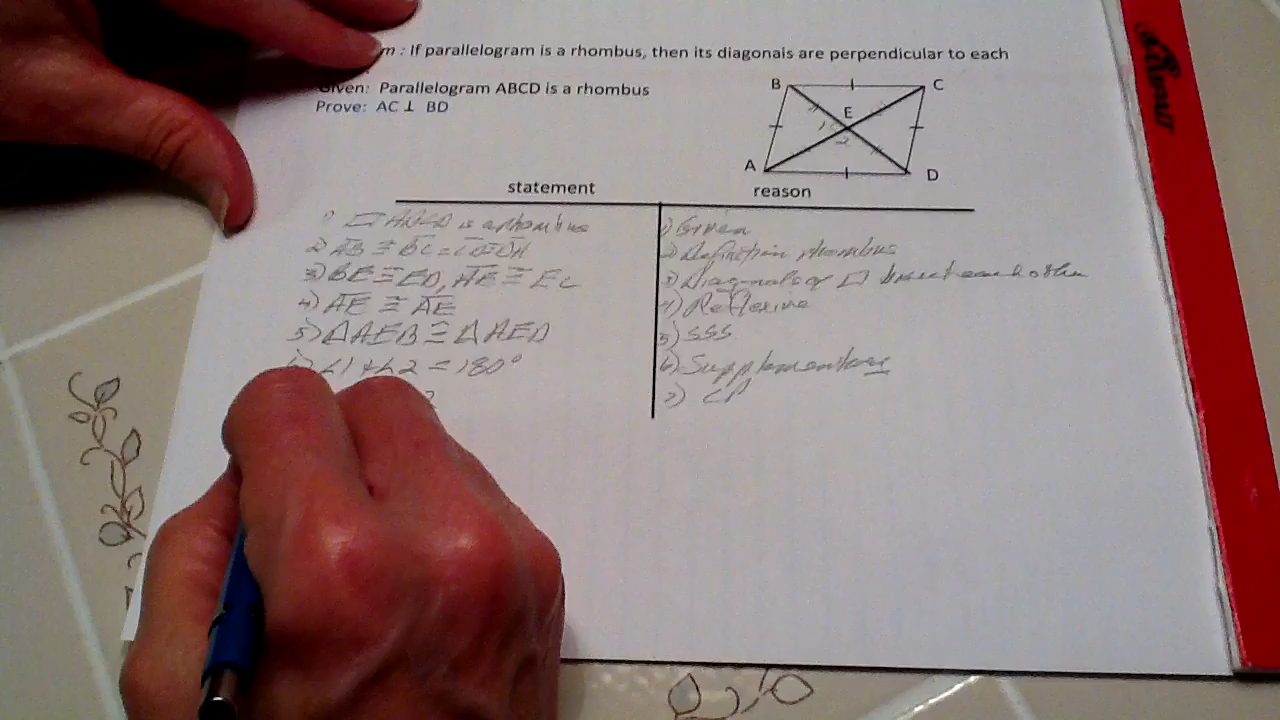 m : If parallelogram is a rhombus, then its diagonals are perpendicular to each
Given: Parallelogram ABCD is a rhombus
Prove: AC ⊥ BD
B C
E
1
2
A D
statement reason
1) ▱ABCD is a rhombus 1) Given
2) AB ≅ BC ≅ CD ≅ DA 2) Definition rhombus
3) BE ≅ ED, AE ≅ EC 3) Diagonals of ▱ bisect each other
4) AE ≅ AE 4) Reflexive
5) △AEB ≅ △AED 5) SSS
6) ∠1 + ∠2 = 180° 6) Supplementary
2 7) CP